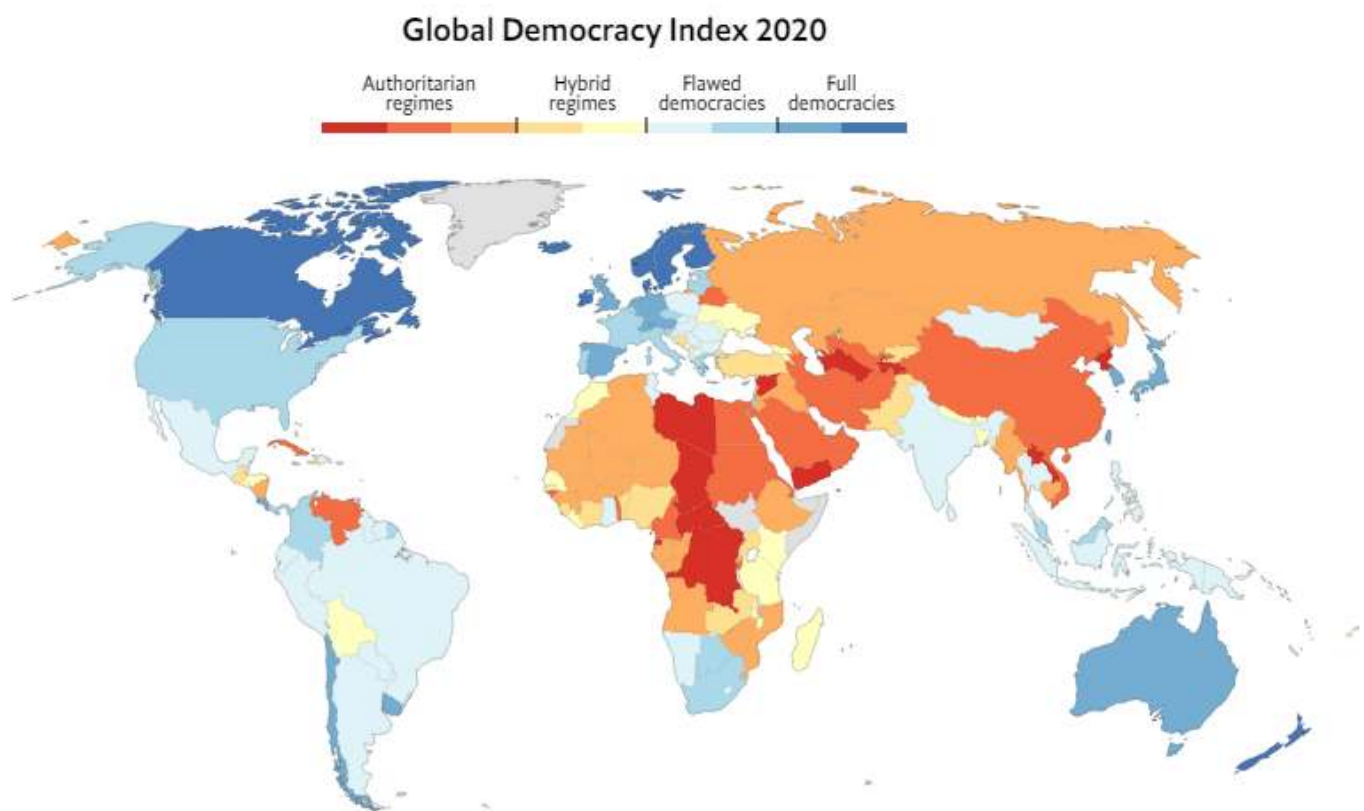 Global Democracy Index 2020
Authoritarian regimes
Hybrid regimes
Flawed democracies
Full democracies